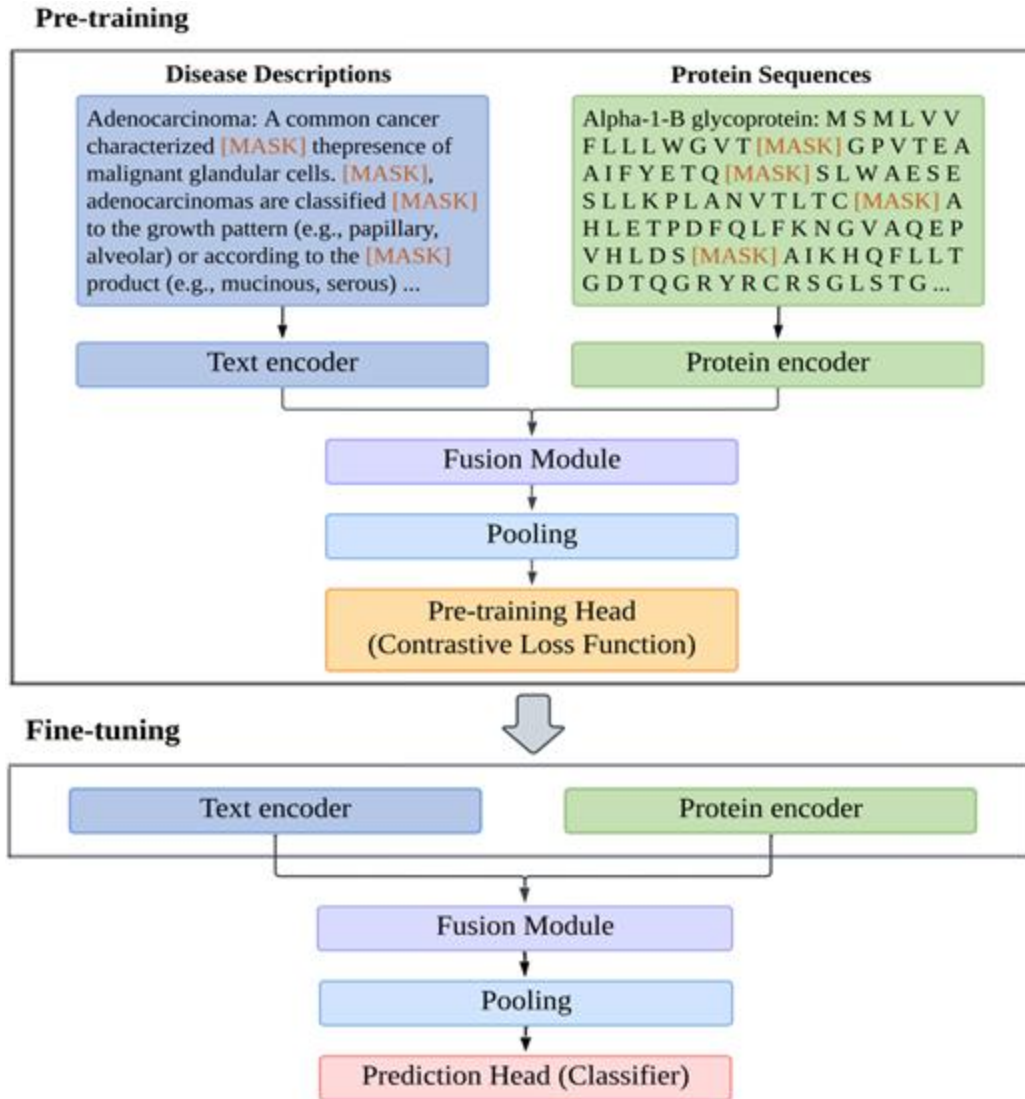 Pre-training
Disease Descriptions
Adenocarcinoma: A common cancer
characterized [MASK] thepresence of
malignant glandular cells. [MASK],
adenocarcinomas are classified [MASK]
to the growth pattern (e.g., papillary,
alveolar) or according to the [MASK]
product (e.g., mucinous, serous) ...
Protein Sequences
Alpha-1-B glycoprotein: M S M L V V
F L L L W G V T [MASK] G P V T E A
A I F Y E T Q [MASK] S L W A E S E
S L L K P L A N V T L T C [MASK] A
H L E T P D F Q L F K N G V A Q E P
V H L D S [MASK] A I K H Q F L L T
G D T Q G R Y R C R S G L S T G ...
Text encoder
Protein encoder
Fusion Module
Pooling
Pre-training Head
(Contrastive Loss Function)
Fine-tuning
Text encoder
Protein encoder
Fusion Module
Pooling
Prediction Head (Classifier)